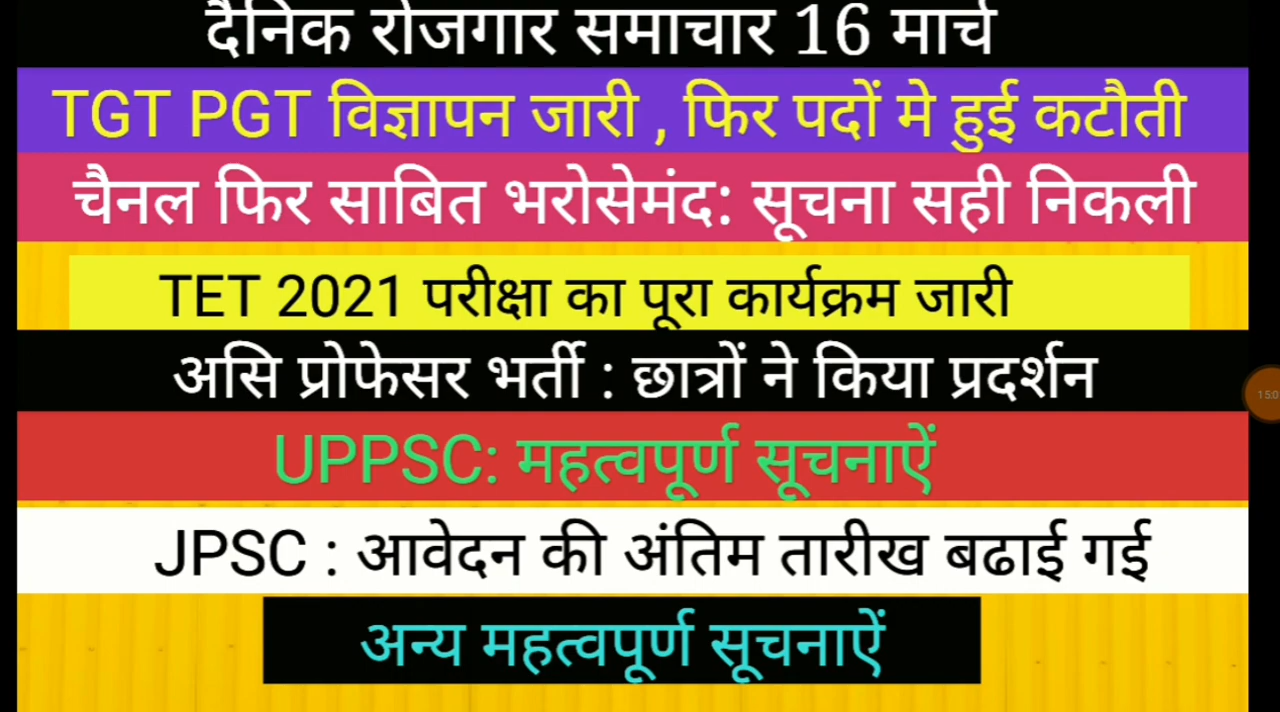 दैनिक रोजगार समाचार 16 मार्च
TGT PGT विज्ञापन जारी , फिर पदों मे हुई कटौती
चैनल फिर साबित भरोसेमंद: सूचना सही निकली
TET 2021 परीक्षा का पूरा कार्यक्रम जारी
असि प्रोफेसर भर्ती : छात्रों ने किया प्रदर्शन
UPPSC: महत्वपूर्ण सूचनाऐं
JPSC : आवेदन की अंतिम तारीख बढाई गई
अन्य महत्वपूर्ण सूचनाऐं